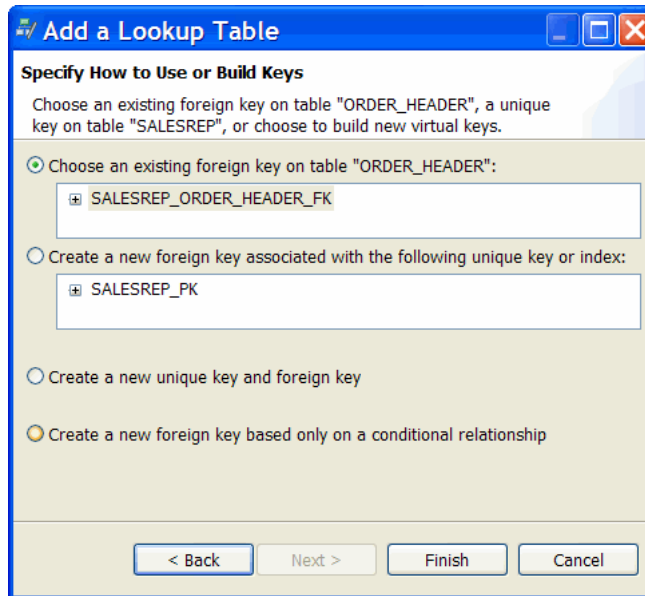 Add a Lookup Table
Specify How to Use or Build Keys
Choose an existing foreign key on table "ORDER_HEADER", a unique
key on table "SALESREP", or choose to build new virtual keys.
Choose an existing foreign key on table "ORDER_HEADER":
SALESREP_ORDER_HEADER_FK
Create a new foreign key associated with the following unique key or index:
SALESREP_PK
Create a new unique key and foreign key
Create a new foreign key based only on a conditional relationship
< Back Next > Finish Cancel